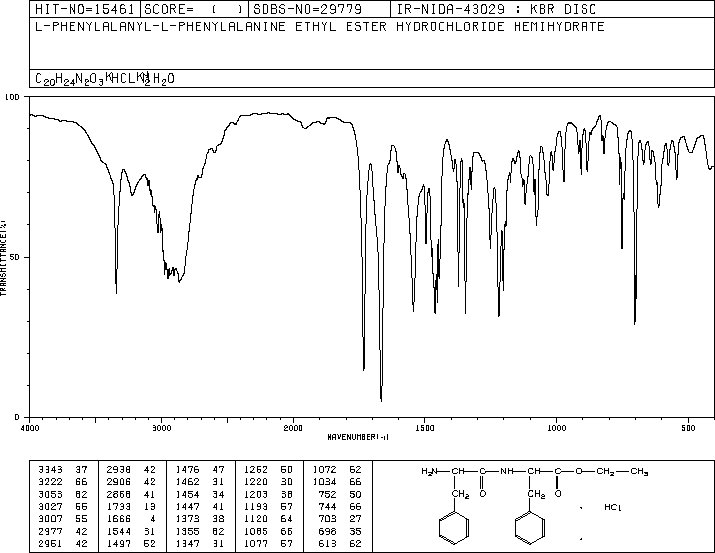 HIT-NO=15461 SCORE= ( ) SDBS-NO=29779 IR-NIDA-43029 : KBR DISC
L-PHENYLALANYL-L-PHENYLALANINE ETHYL ESTER HYDROCHLORIDE HEMIHYDRATE
100
50
0
TRANSMITTANCE(%)
4000 3000 2000 1500 1000 500
WAVENUMBER(-1)
3343 37 2938 42 1476 47 1252 50 1072 62
3222 66 2906 42 1462 31 1220 30 1034 66
3053 62 2868 41 1454 34 1203 38 752 50
3027 55 1733 13 1447 41 1193 57 744 66
3007 55 1666 4 1373 38 1120 64 703 27
2977 42 1544 31 1355 62 1085 66 698 35
2961 42 1497 52 1347 31 1077 57 613 62
H2N CH C NH CH C O CH2 CH3
CH2 O CH2 O
HCl